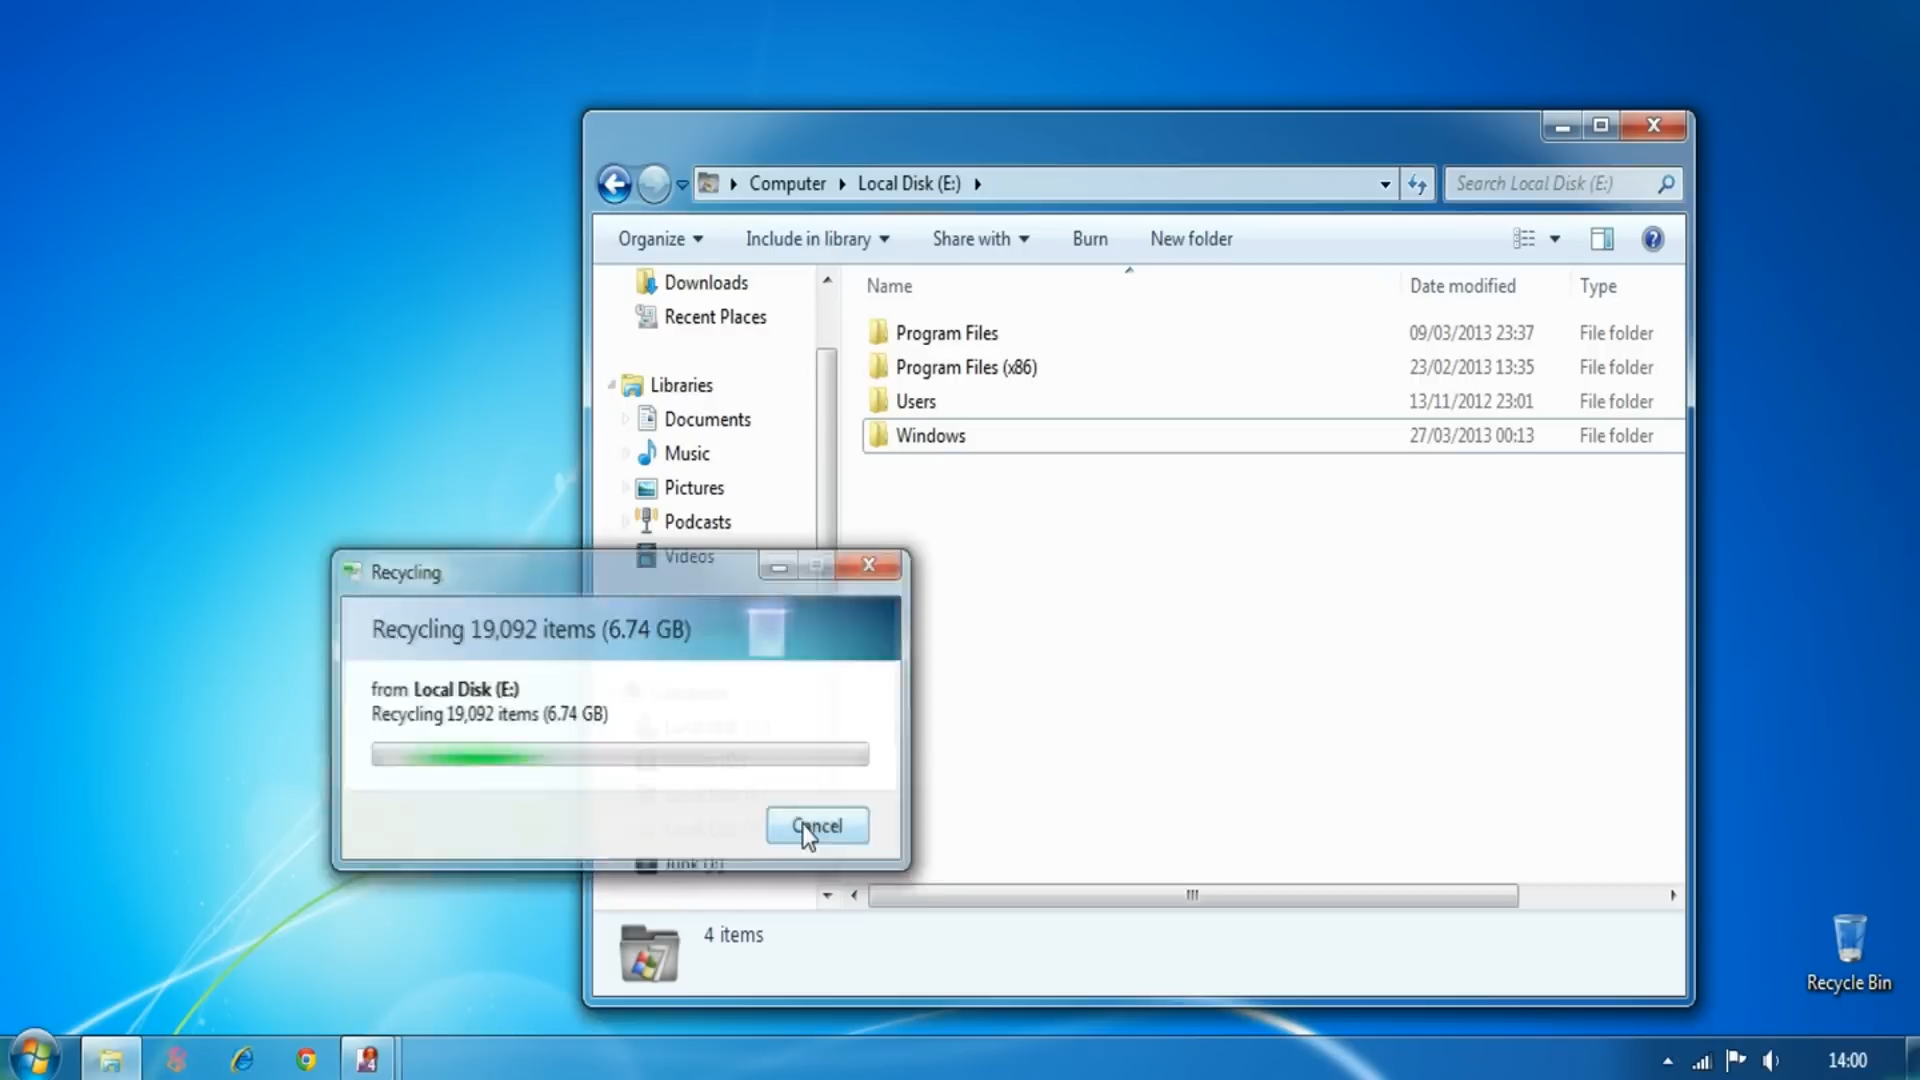 Computer Local Disk (E:)
Search Local Disk (E:)
Organize Include in library Share with Burn New folder
Downloads
Recent Places
Libraries
Documents
Music
Pictures
Podcasts
Videos
Name Date modified Type
Program Files 09/03/2013 23:37 File folder
Program Files (x86) 23/02/2013 13:35 File folder
Users 13/11/2012 23:01 File folder
Windows 27/03/2013 00:13 File folder
Recycling
Recycling 19,092 items (6.74 GB)
from Local Disk (E:)
Recycling 19,092 items (6.74 GB)
Cancel
4 items
Recycle Bin
14:00